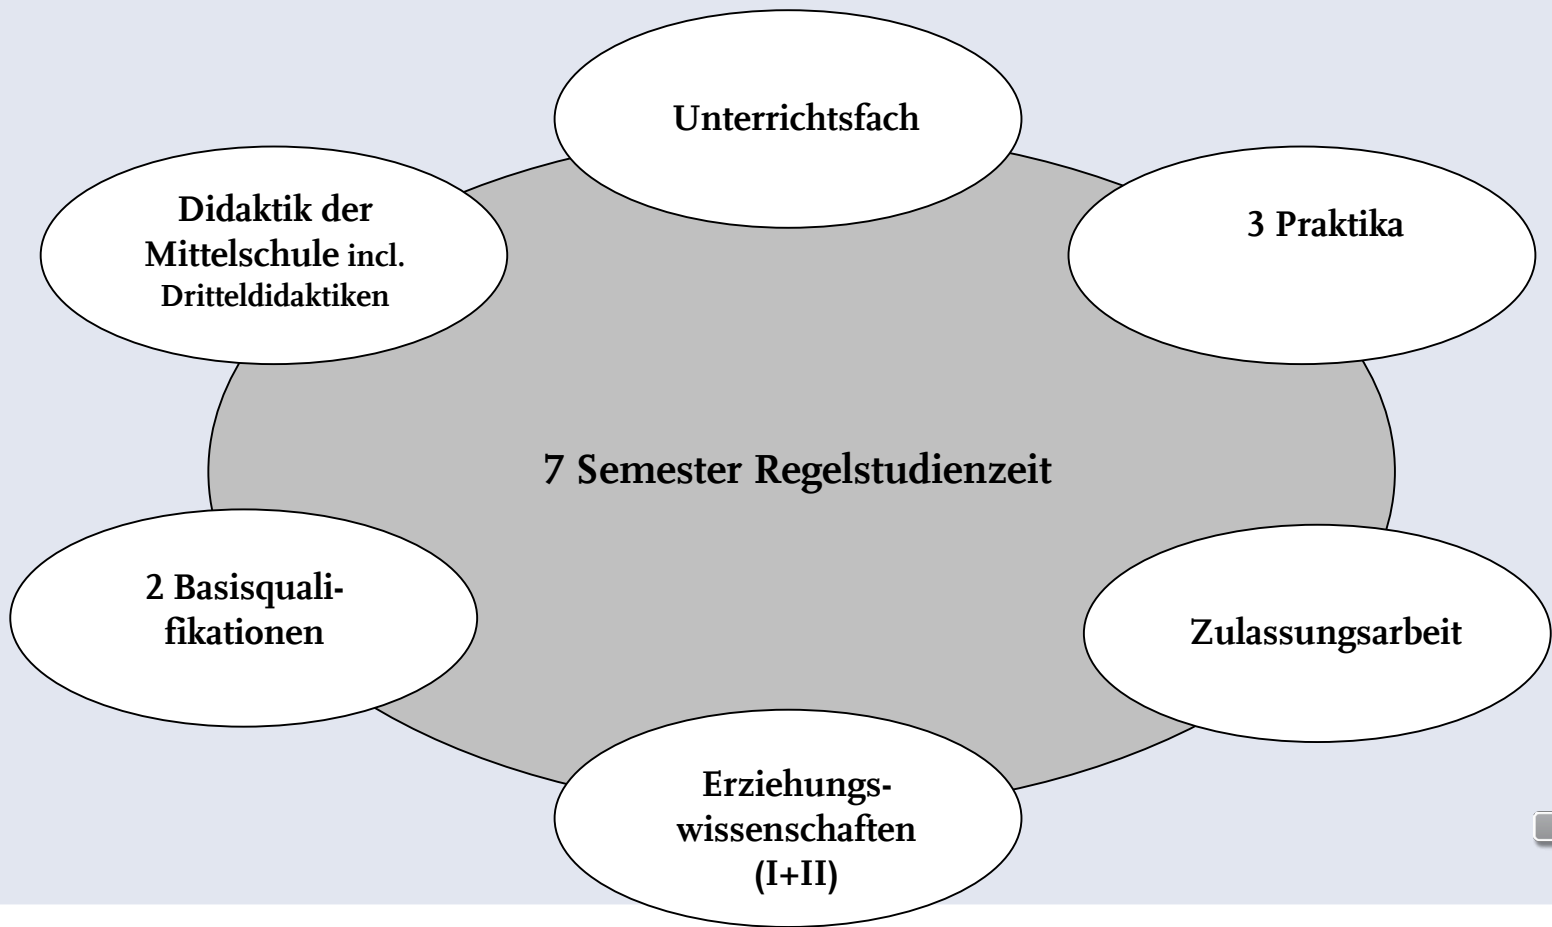 Unterrichtsfach
Didaktik der
Mittelschule incl.
Dritteldidaktiken
3 Praktika
7 Semester Regelstudienzeit
2 Basisquali-
fikationen
Zulassungsarbeit
Erziehungs-
wissenschaften
(I+II)